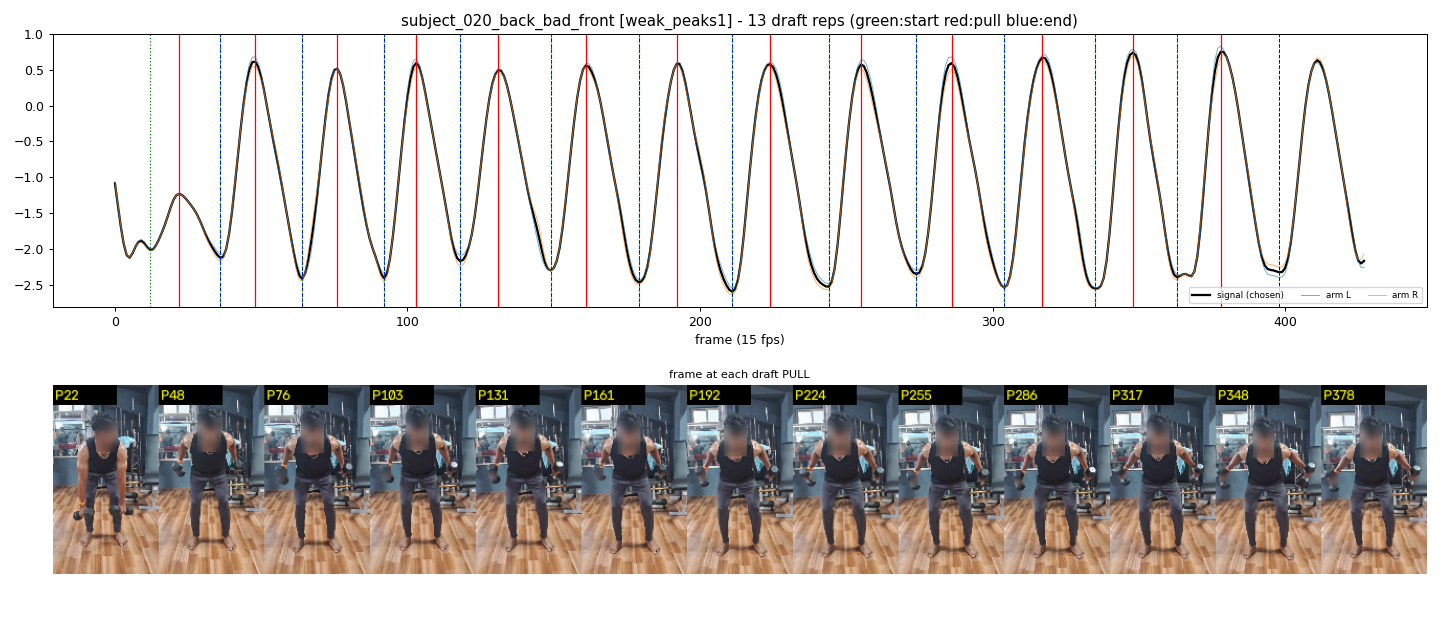 subject_020_back_bad_front [weak_peaks1] - 13 draft reps (green:start red:pull blue:end)
1.0
0.5
0.0
−0.5
−1.0
−1.5
−2.0
−2.5
signal (chosen) arm L arm R
0 100 200 300 400
frame (15 fps)
frame at each draft PULL
P22 P48 P76 P103 P131 P161 P192 P224 P255 P286 P317 P348 P378